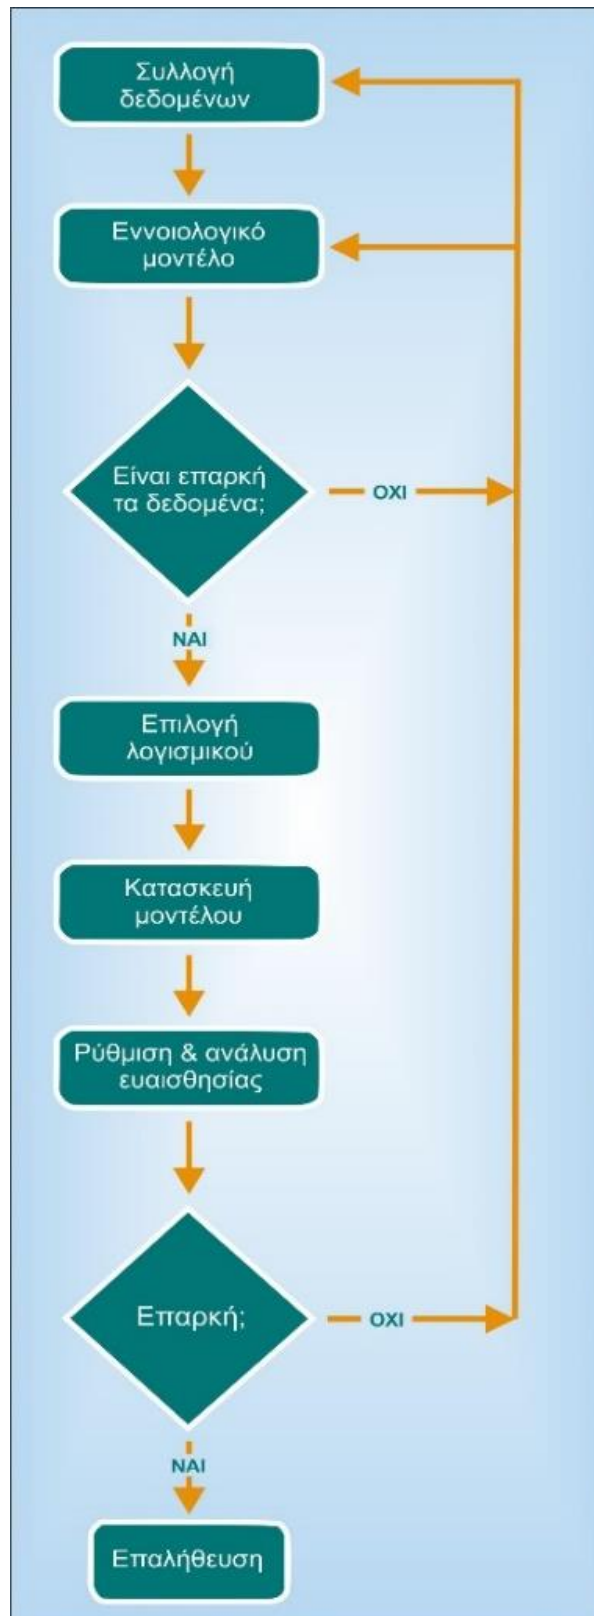 Συλλογή
δεδομένων
Εννοιολογικό
μοντέλο
Είναι επαρκή
τα δεδομένα;
ΟΧΙ
ΝΑΙ
Επιλογή
λογισμικού
Κατασκευή
μοντέλου
Ρύθμιση & ανάλυση
ευαισθησίας
Επαρκή;
ΟΧΙ
ΝΑΙ
Επαλήθευση